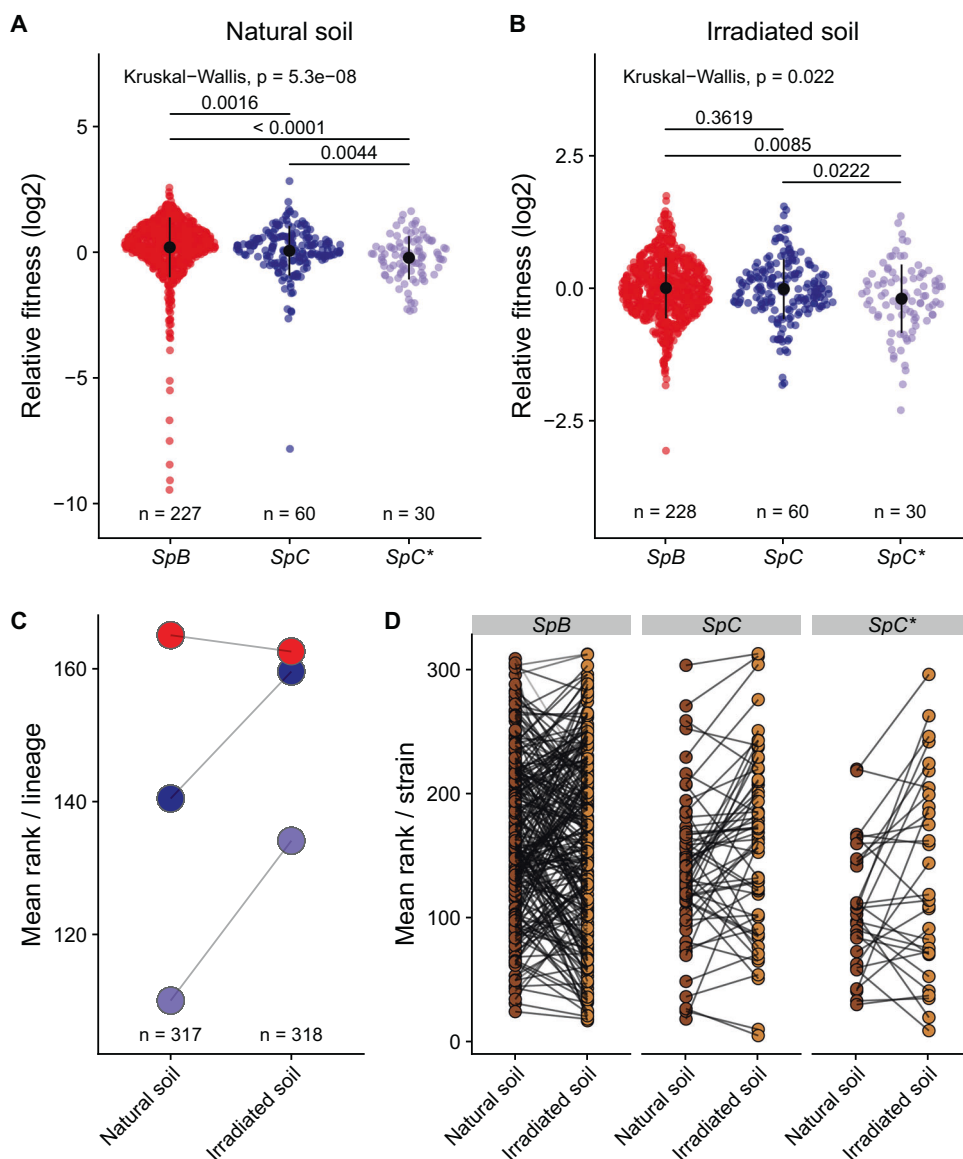 A
Natural soil
Kruskal−Wallis, p = 5.3e−08
0.0016
< 0.0001
0.0044
5
0
−5
−10
Relative fitness (log2)
n = 227
n = 60
n = 30
SpB
SpC
SpC*
B
Irradiated soil
Kruskal−Wallis, p = 0.022
0.3619
0.0085
0.0222
2.5
0.0
−2.5
Relative fitness (log2)
n = 228
n = 60
n = 30
SpB
SpC
SpC*
C
160
140
120
Mean rank / lineage
n = 317
n = 318
Natural soil
Irradiated soil
D
SpB
SpC
SpC*
300
200
100
0
Mean rank / strain
Natural soil
Irradiated soil
Natural soil
Irradiated soil
Natural soil
Irradiated soil